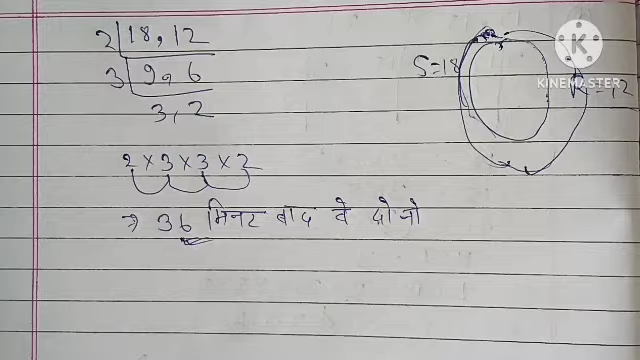 2 | 18, 12
3 | 9, 6
3, 2
2 × 3 × 3 × 2
→ 36 मिनट बाद वे दोनो
S=18
R=12
K
KINEMASTER